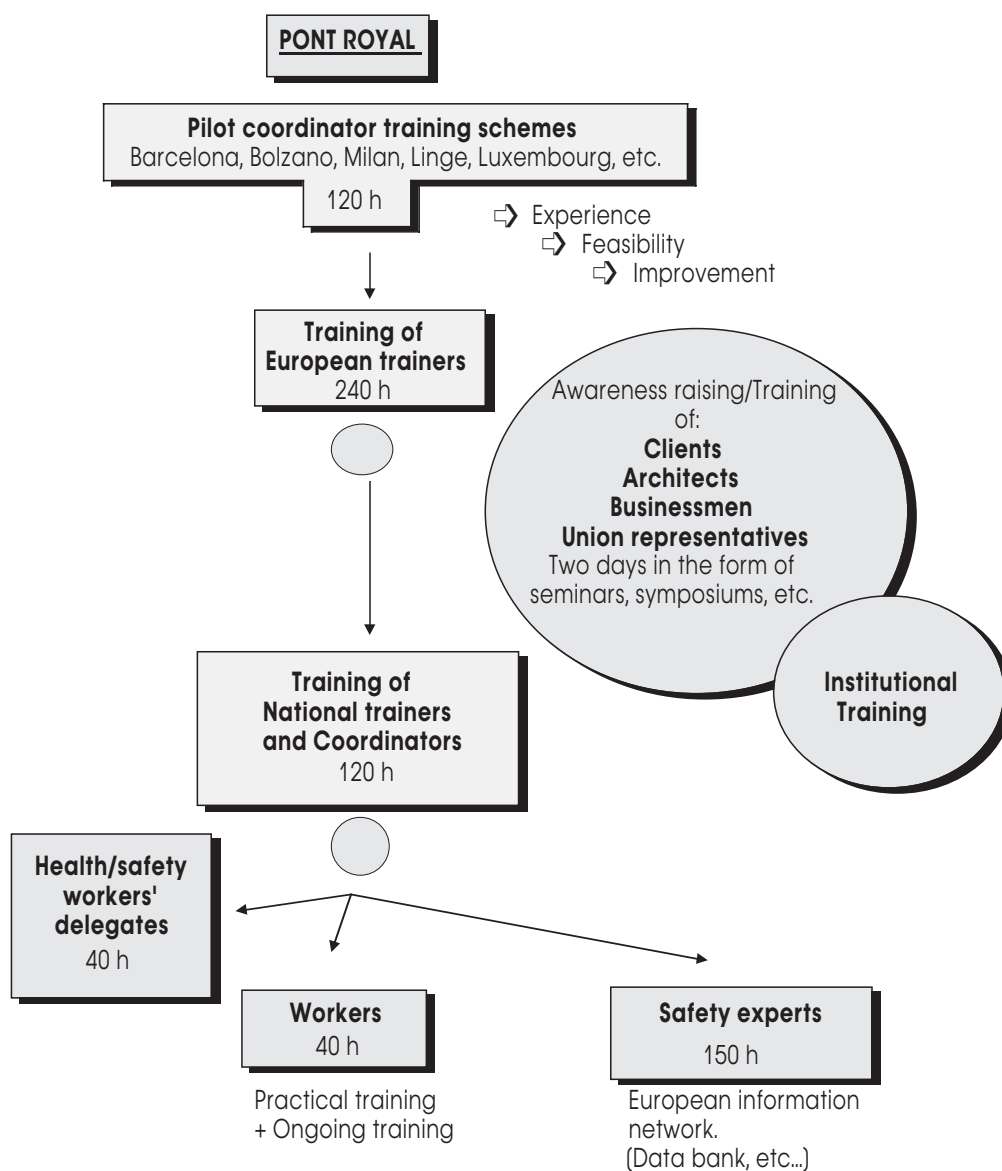 PONT ROYAL
Pilot coordinator training schemes
Barcelona, Bolzano, Milan, Linge, Luxembourg, etc.
120 h
Experience
Feasibility
Improvement
Training of
European trainers
240 h
Awareness raising/Training
of:
Clients
Architects
Businessmen
Union representatives
Two days in the form of
seminars, symposiums, etc.
Institutional
Training
Training of
National trainers
and Coordinators
120 h
Health/safety
workers'
delegates
40 h
Workers
40 h
Practical training
+ Ongoing training
Safety experts
150 h
European information
network.
(Data bank, etc...)